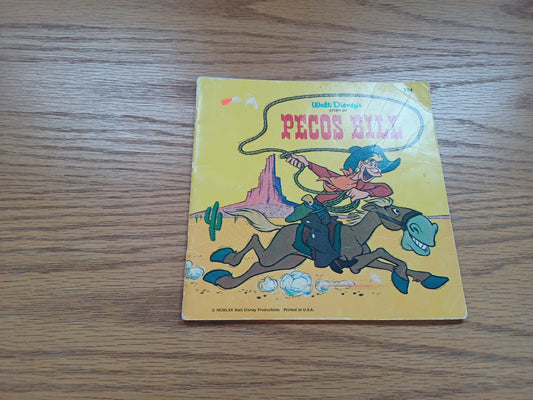 Walt Disney's
STORY OF
PECOS BILL
© MCMLXX Walt Disney Productions Printed in U.S.A.